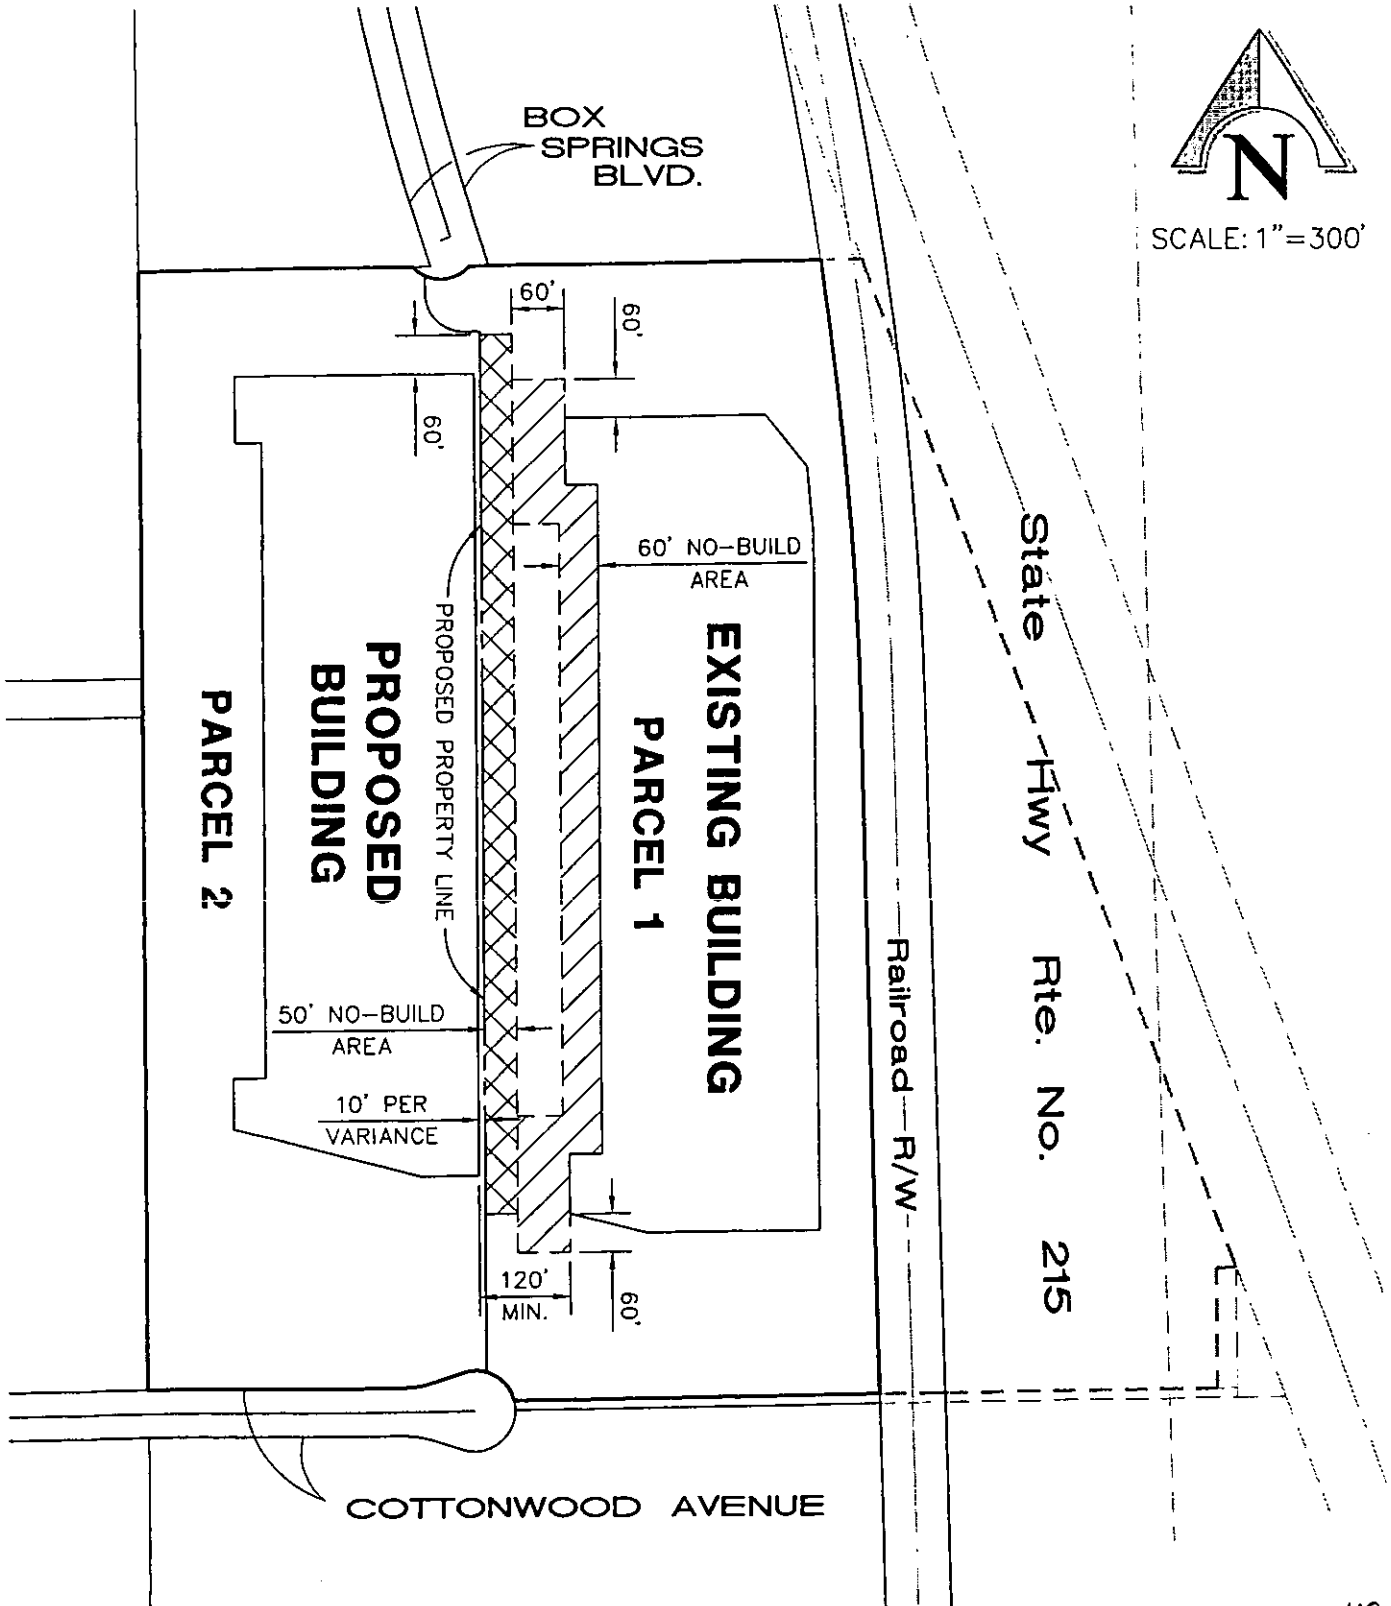 BOX
SPRINGS
BLVD.
N
SCALE: 1"=300'
60'
60'
60'
60' NO-BUILD
AREA
State Hwy Rte. No. 215
PROPOSED PROPERTY LINE
PROPOSED
BUILDING
PARCEL 2
EXISTING BUILDING
PARCEL 1
Railroad R/W
50' NO-BUILD
AREA
10' PER
VARIANCE
120'
MIN.
60'
COTTONWOOD AVENUE